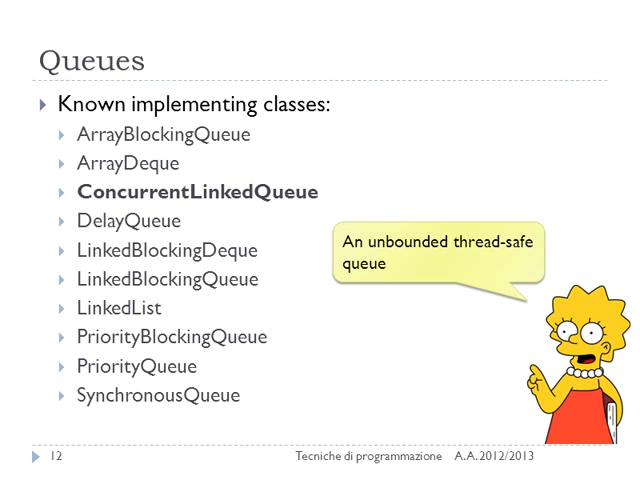 Queues
Known implementing classes:
ArrayBlockingQueue
ArrayDeque
ConcurrentLinkedQueue
DelayQueue
LinkedBlockingDeque
LinkedBlockingQueue
LinkedList
PriorityBlockingQueue
PriorityQueue
SynchronousQueue
An unbounded thread-safe
queue
12 Tecniche di programmazione A.A. 2012/2013